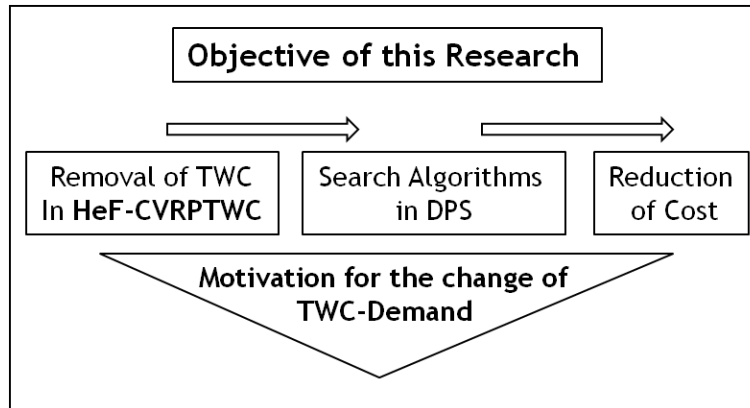 Objective of this Research
Removal of TWC
In HeF-CVRPTWC
Search Algorithms
in DPS
Reduction
of Cost
Motivation for the change of
TWC-Demand